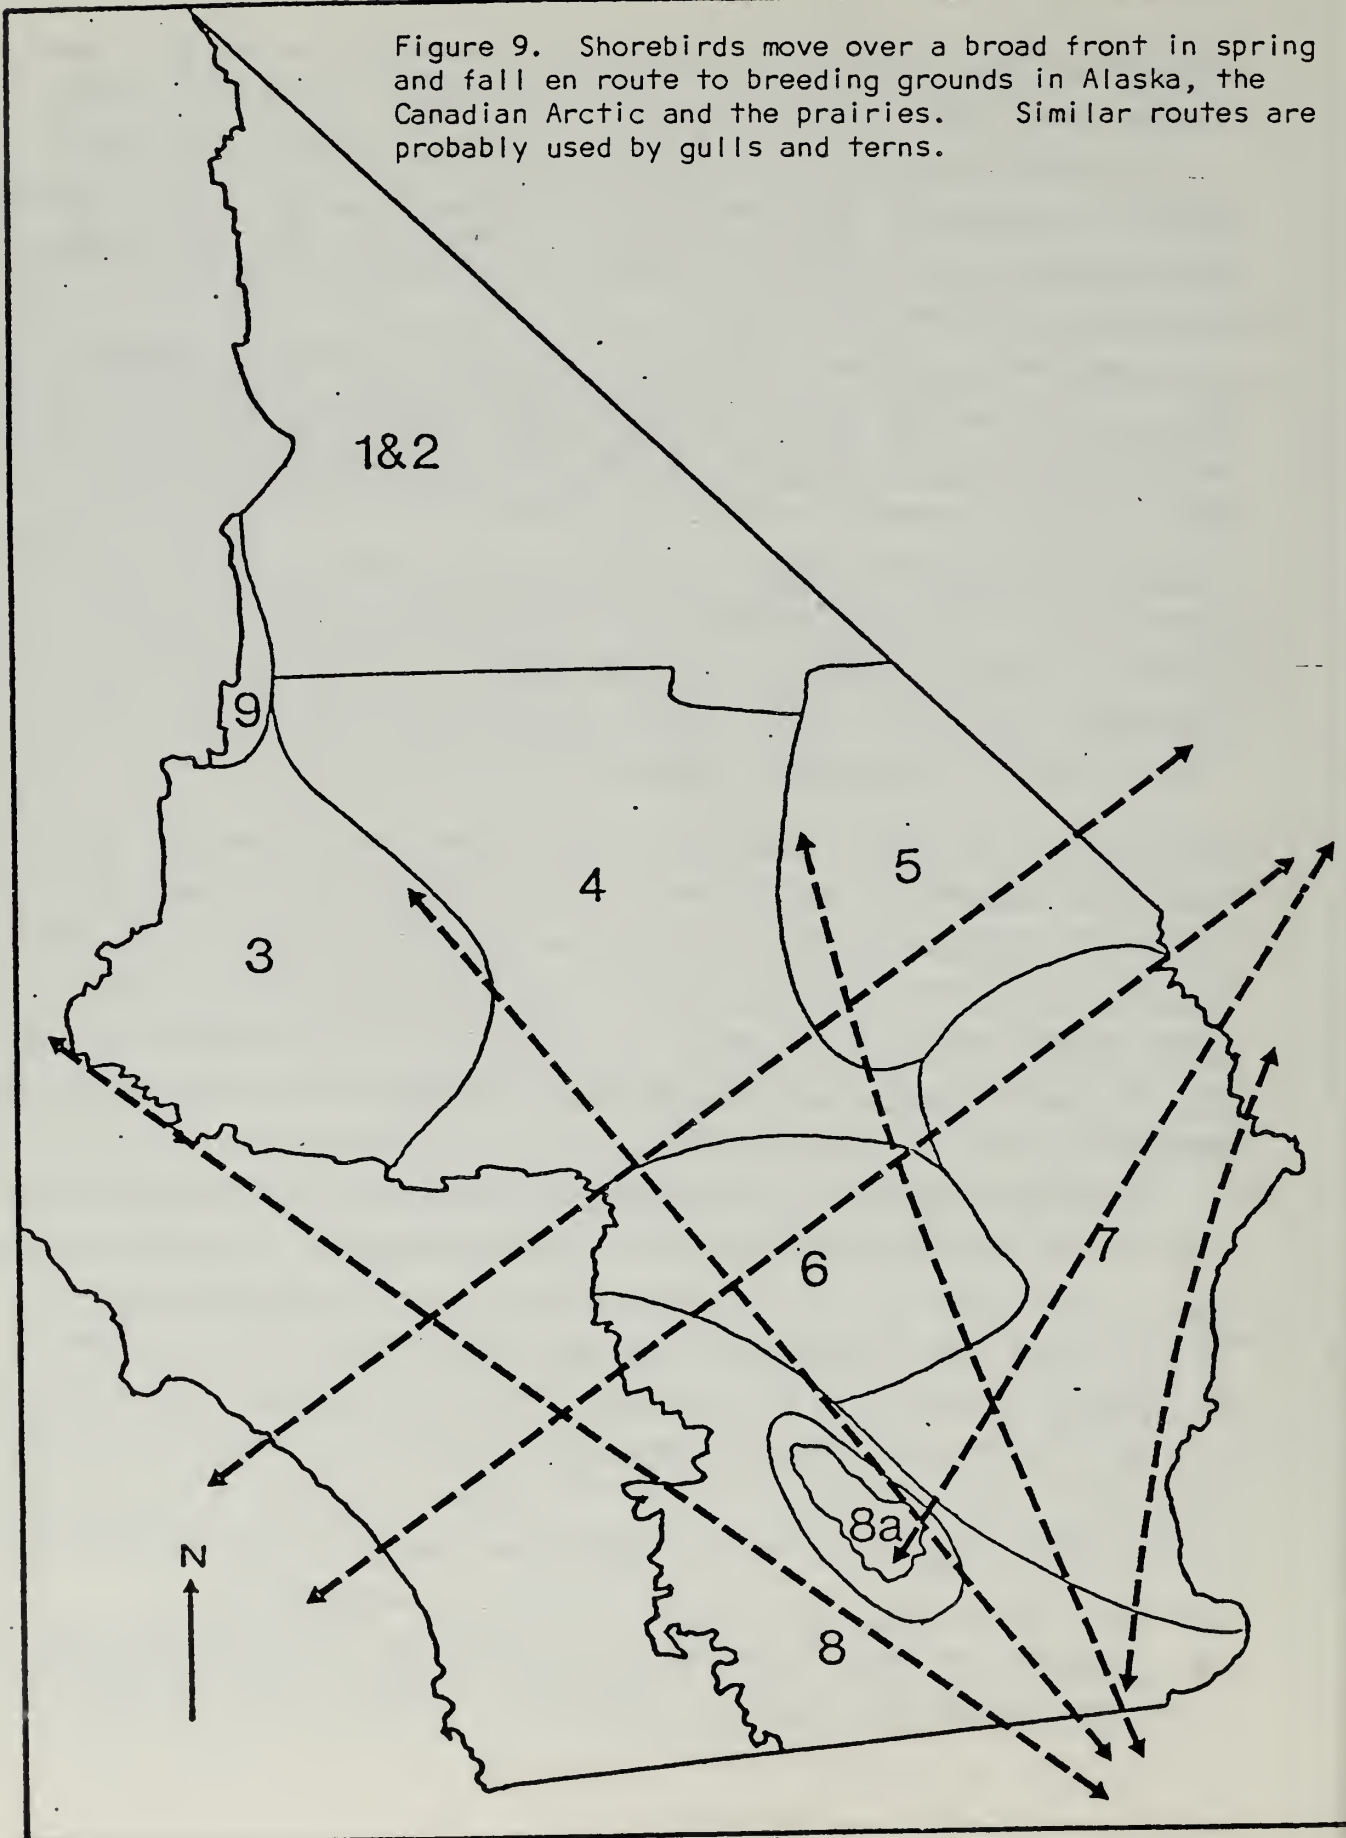 Figure 9. Shorebirds move over a broad front in spring
and fall en route to breeding grounds in Alaska, the
Canadian Arctic and the prairies. Similar routes are
probably used by gulls and terns.
1&2
9
5
4
3
7
6
8a
N
8